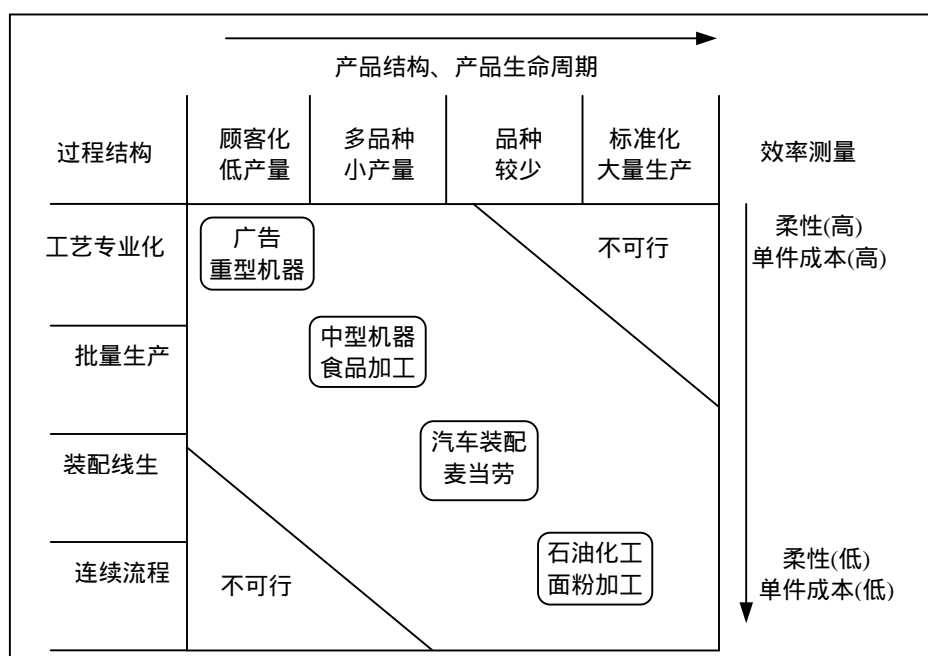 产品结构、产品生命周期
过程结构
顾客化
低产量
多品种
小产量
品种
较少
标准化
大量生产
效率测量
工艺专业化
广告
重型机器
不可行
柔性(高)
单件成本(高)
批量生产
中型机器
食品加工
装配线生
汽车装配
麦当劳
连续流程
不可行
石油化工
面粉加工
柔性(低)
单件成本(低)